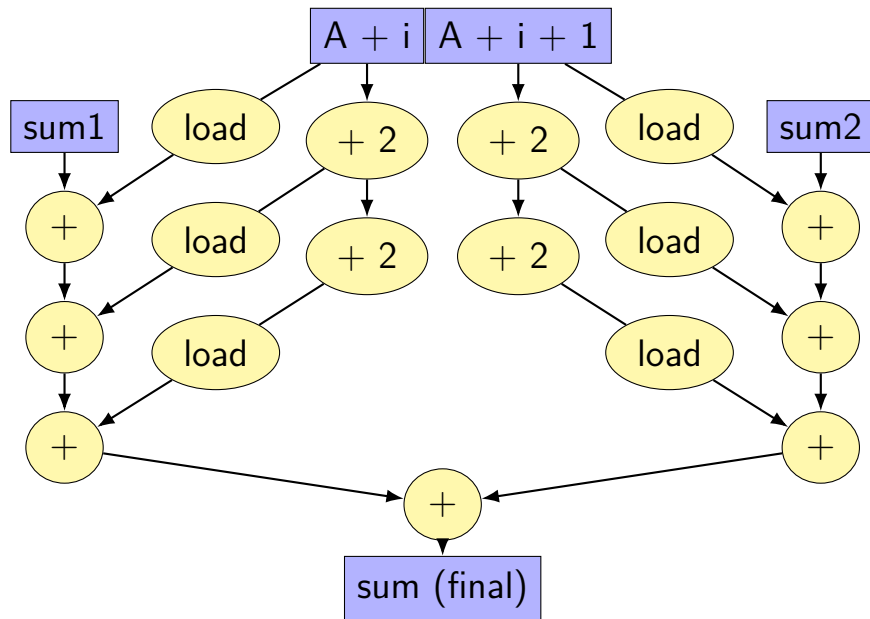 A + i
A + i + 1
sum1
load
+ 2
+ 2
load
sum2
+
load
+ 2
+ 2
load
+
+
load
load
+
+
+
+
sum (final)